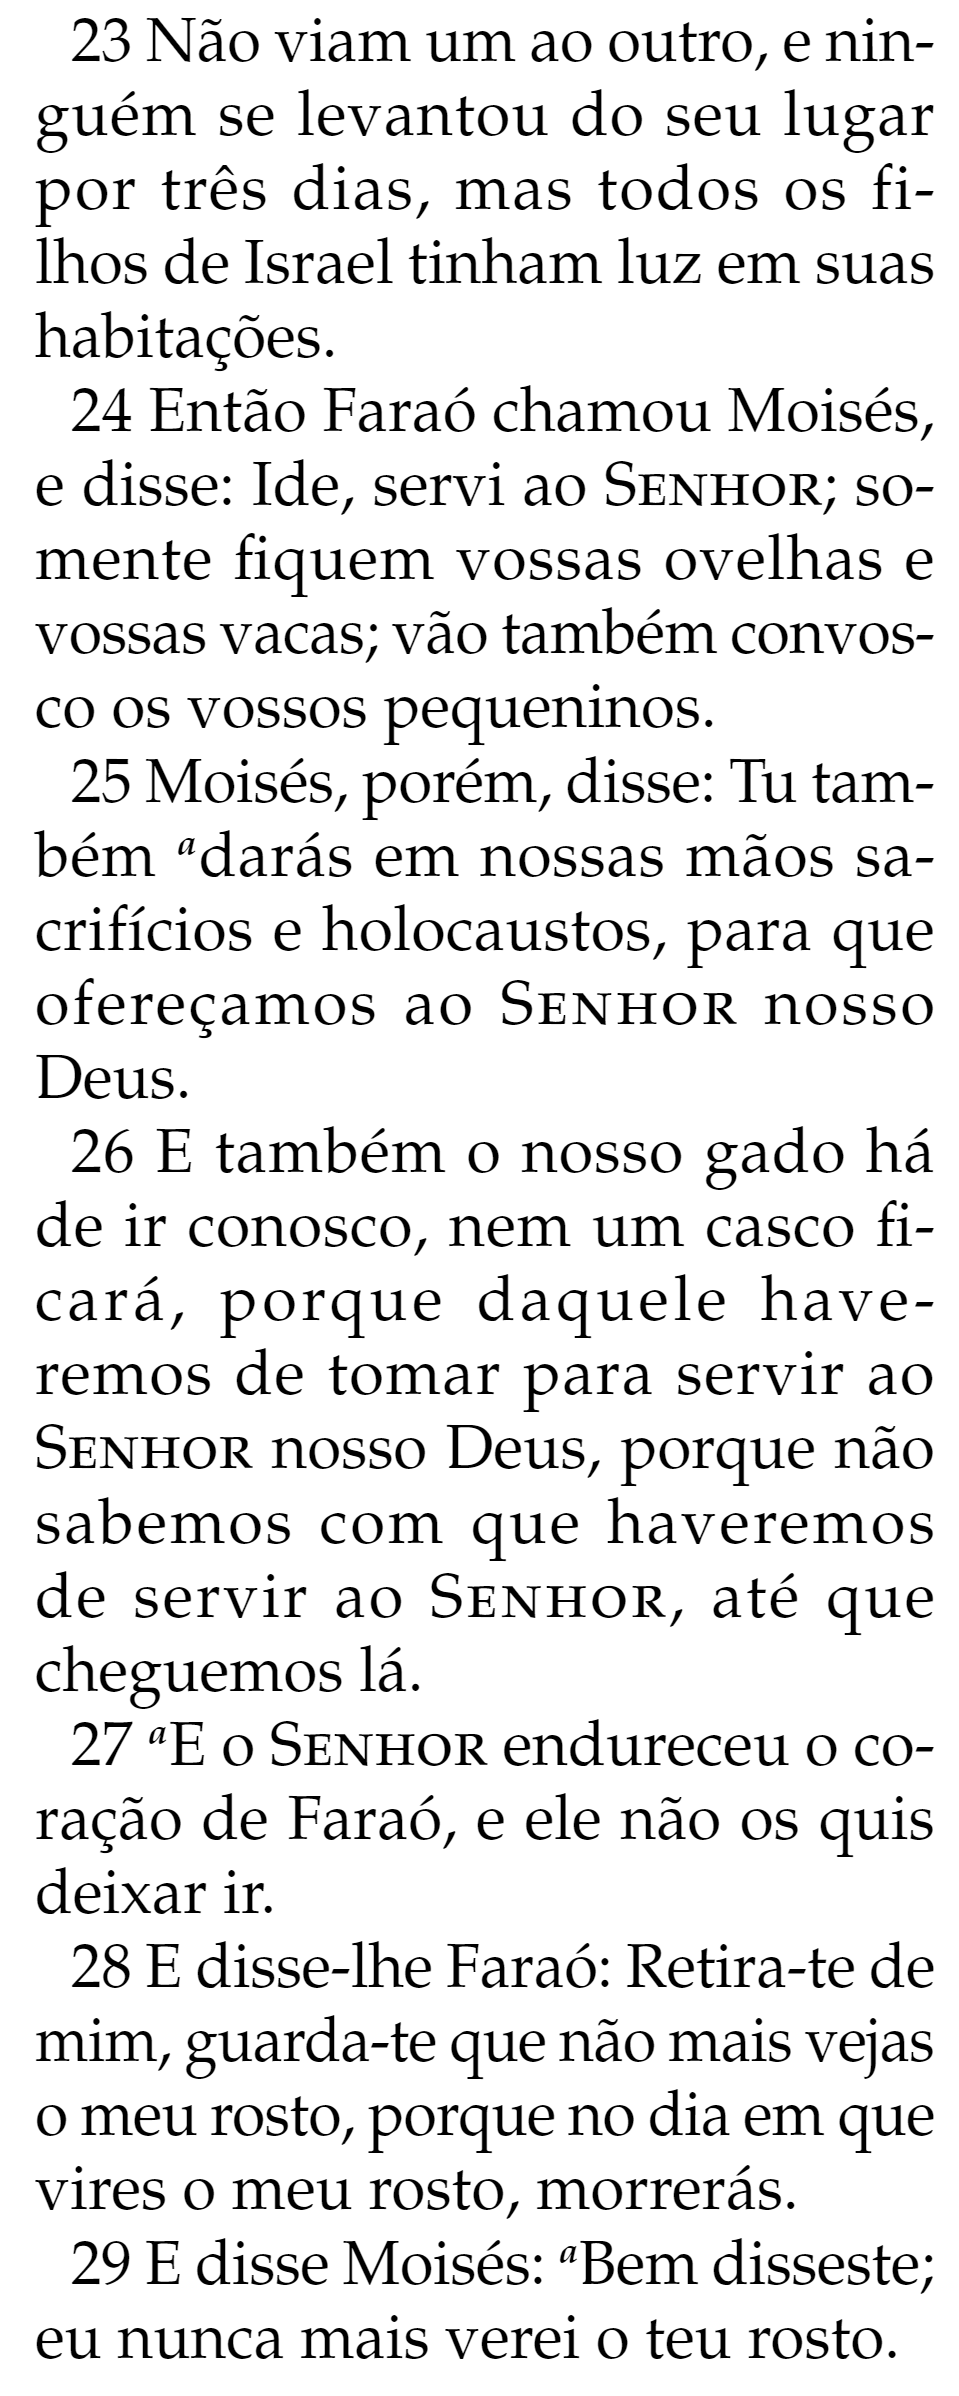 23 Não viam um ao outro, e nin-
guém se levantou do seu lugar
por três dias, mas todos os fi-
lhos de Israel tinham luz em suas
habitações.
24 Então Faraó chamou Moisés,
e disse: Ide, servi ao SENHOR; so-
mente fiquem vossas ovelhas e
vossas vacas; vão também convos-
co os vossos pequeninos.
25 Moisés, porém, disse: Tu tam-
bém ᵃdarás em nossas mãos sa-
crifícios e holocaustos, para que
ofereçamos ao SENHOR nosso
Deus.
26 E também o nosso gado há
de ir conosco, nem um casco fi-
cará, porque daquele have-
remos de tomar para servir ao
SENHOR nosso Deus, porque não
sabemos com que haveremos
de servir ao SENHOR, até que
cheguemos lá.
27 ᵃE o SENHOR endureceu o co-
ração de Faraó, e ele não os quis
deixar ir.
28 E disse-lhe Faraó: Retira-te de
mim, guarda-te que não mais vejas
o meu rosto, porque no dia em que
vires o meu rosto, morrerás.
29 E disse Moisés: ᵃBem disseste;
eu nunca mais verei o teu rosto.